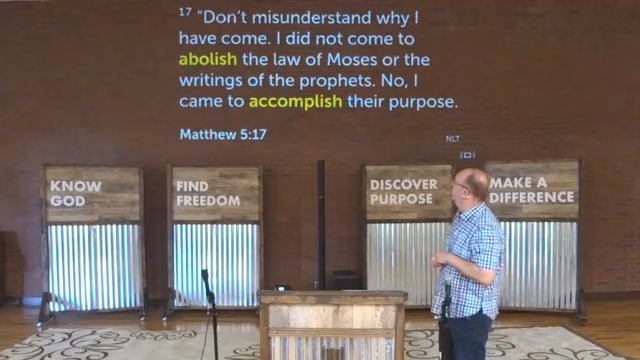 17 “Don’t misunderstand why I
have come. I did not come to
abolish the law of Moses or the
writings of the prophets. No, I
came to accomplish their purpose.
Matthew 5:17
NLT
KNOW
GOD
FIND
FREEDOM
DISCOVER
PURPOSE
MAKE A
DIFFERENCE